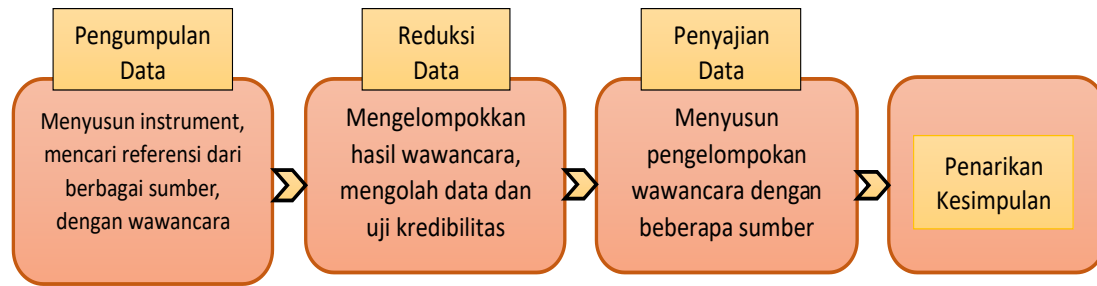 Pengumpulan
Data
Menyusun instrument,
mencari referensi dari
berbagai sumber,
dengan wawancara
Reduksi
Data
Mengelompokkan
hasil wawancara,
mengolah data dan
uji kredibilitas
Penyajian
Data
Menyusun
pengelompokan
wawancara dengan
beberapa sumber
Penarikan
Kesimpulan